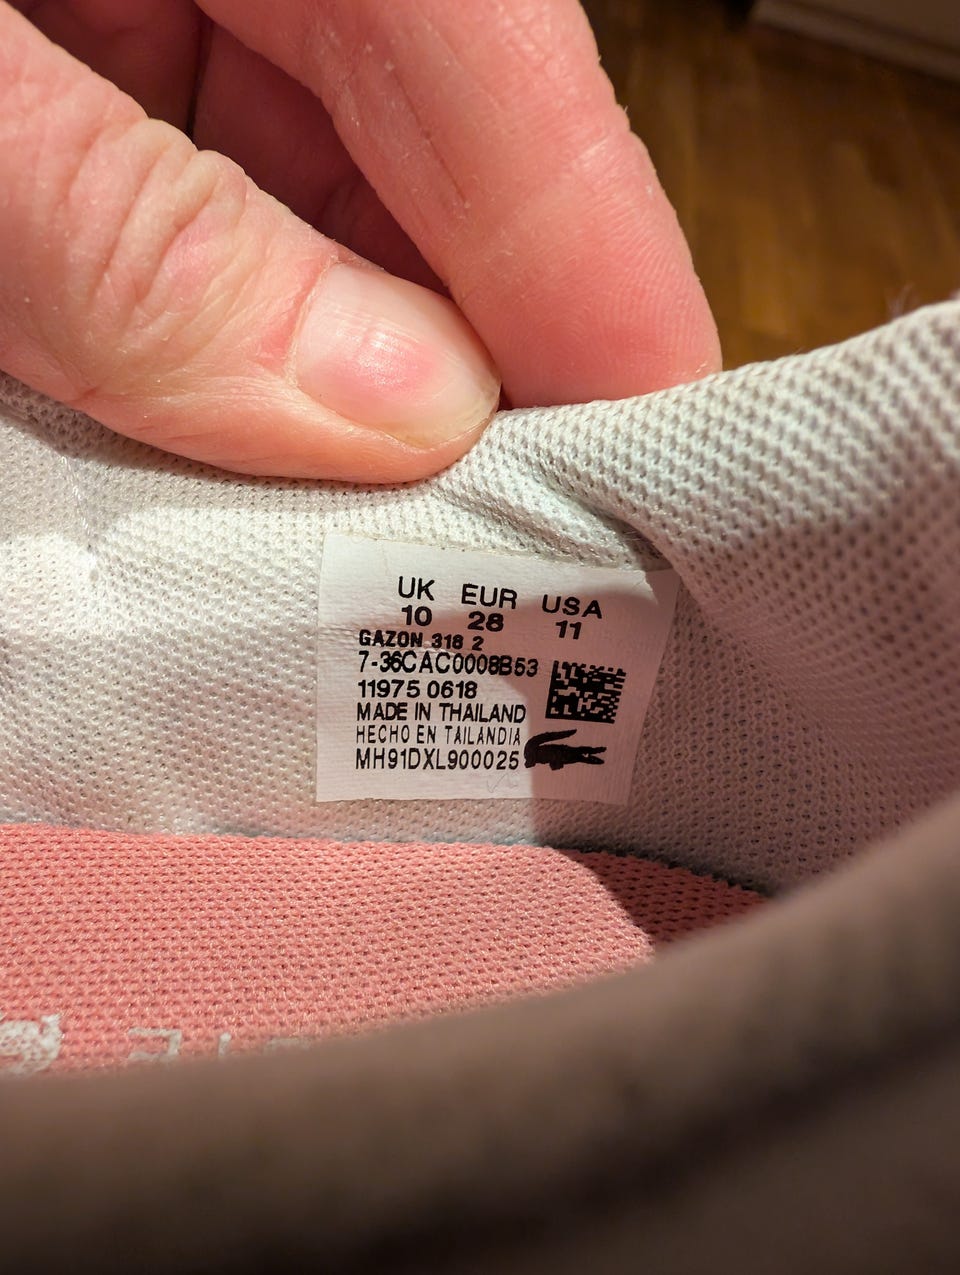 UK EUR USA
10 28 11
GAZON 318 2
7-36CAC0008B53
11975 0618
MADE IN THAILAND
HECHO EN TAILANDIA
MH91DXL900025